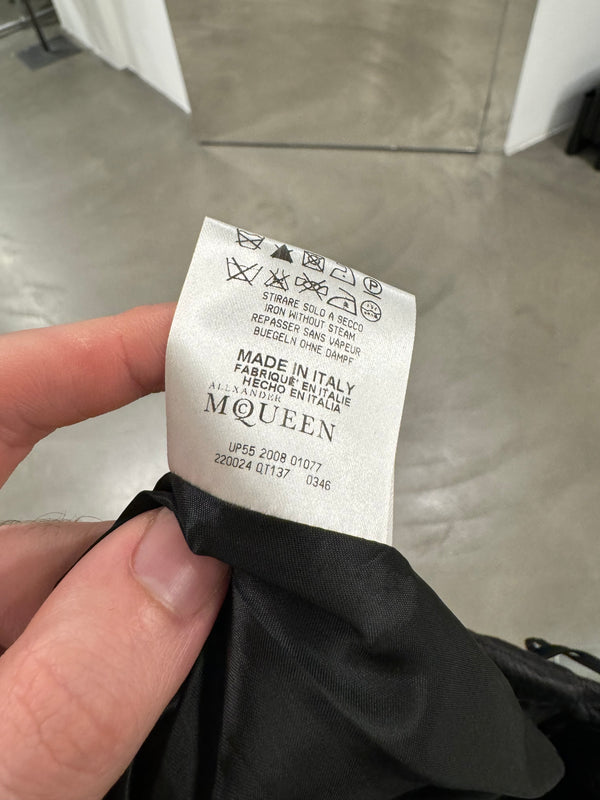 STIRARE SOLO A SECCO
IRON WITHOUT STEAM
REPASSER SANS VAPEUR
BUEGELN OHNE DAMPF
MADE IN ITALY
FABRIQUÉ EN ITALIE
HECHO EN ITALIA
ALEXANDER
MCQUEEN
UP55 2008 01077
220024 QT137 0346